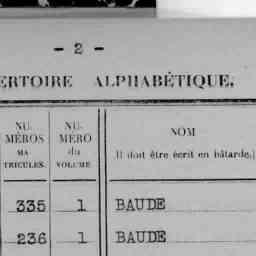 - 2 -
ERTOIRE ALPHABÉTIQUE.
NU- NU- NOM
MÉROS MÉRO
MA- du (Il doit être écrit en bâtarde.)
TRICULES. VOLUME.
335 1 BAUDE
236 1 BAUDE